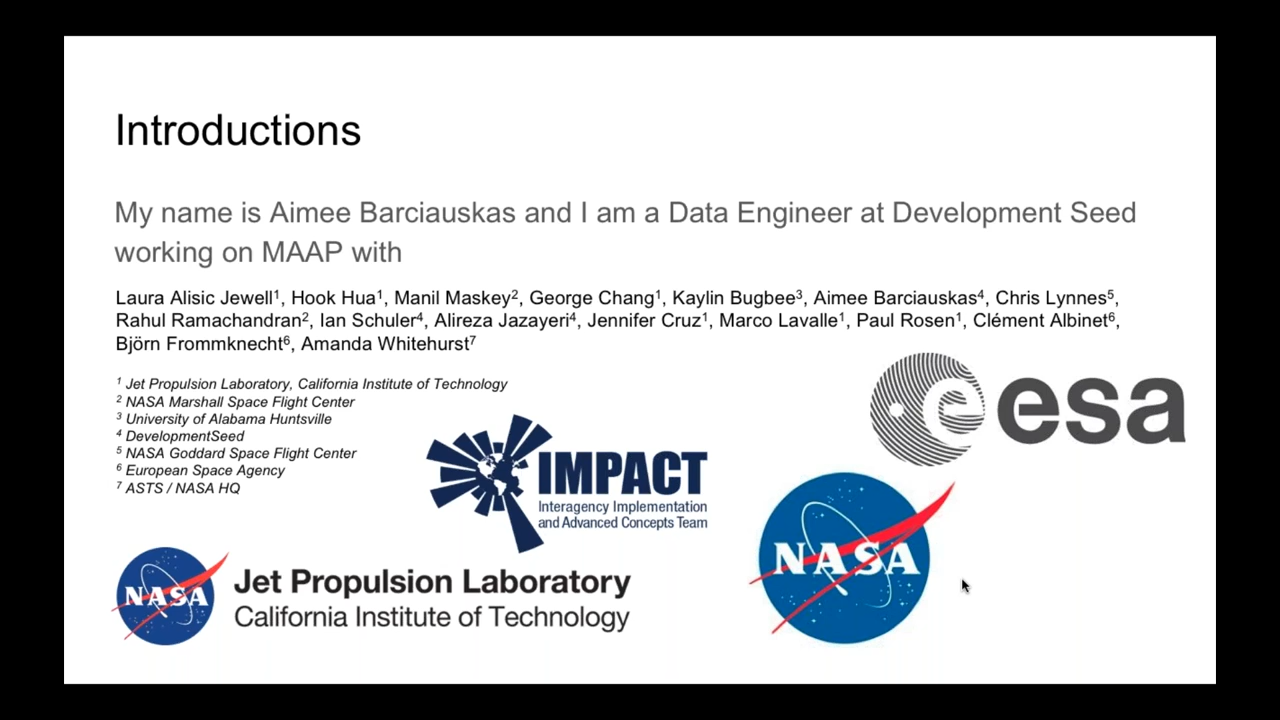 Introductions
My name is Aimee Barciauskas and I am a Data Engineer at Development Seed
working on MAAP with
Laura Alisic Jewell¹, Hook Hua¹, Manil Maskey², George Chang¹, Kaylin Bugbee³, Aimee Barciauskas⁴, Chris Lynnes⁵,
Rahul Ramachandran², Ian Schuler⁴, Alireza Jazayeri⁴, Jennifer Cruz¹, Marco Lavalle¹, Paul Rosen¹, Clément Albinet⁶,
Björn Frommknecht⁶, Amanda Whitehurst⁷
¹ Jet Propulsion Laboratory, California Institute of Technology
² NASA Marshall Space Flight Center
³ University of Alabama Huntsville
⁴ DevelopmentSeed
⁵ NASA Goddard Space Flight Center
⁶ European Space Agency
⁷ ASTS / NASA HQ
esa
IMPACT
Interagency Implementation
and Advanced Concepts Team
NASA
NASA
Jet Propulsion Laboratory
California Institute of Technology